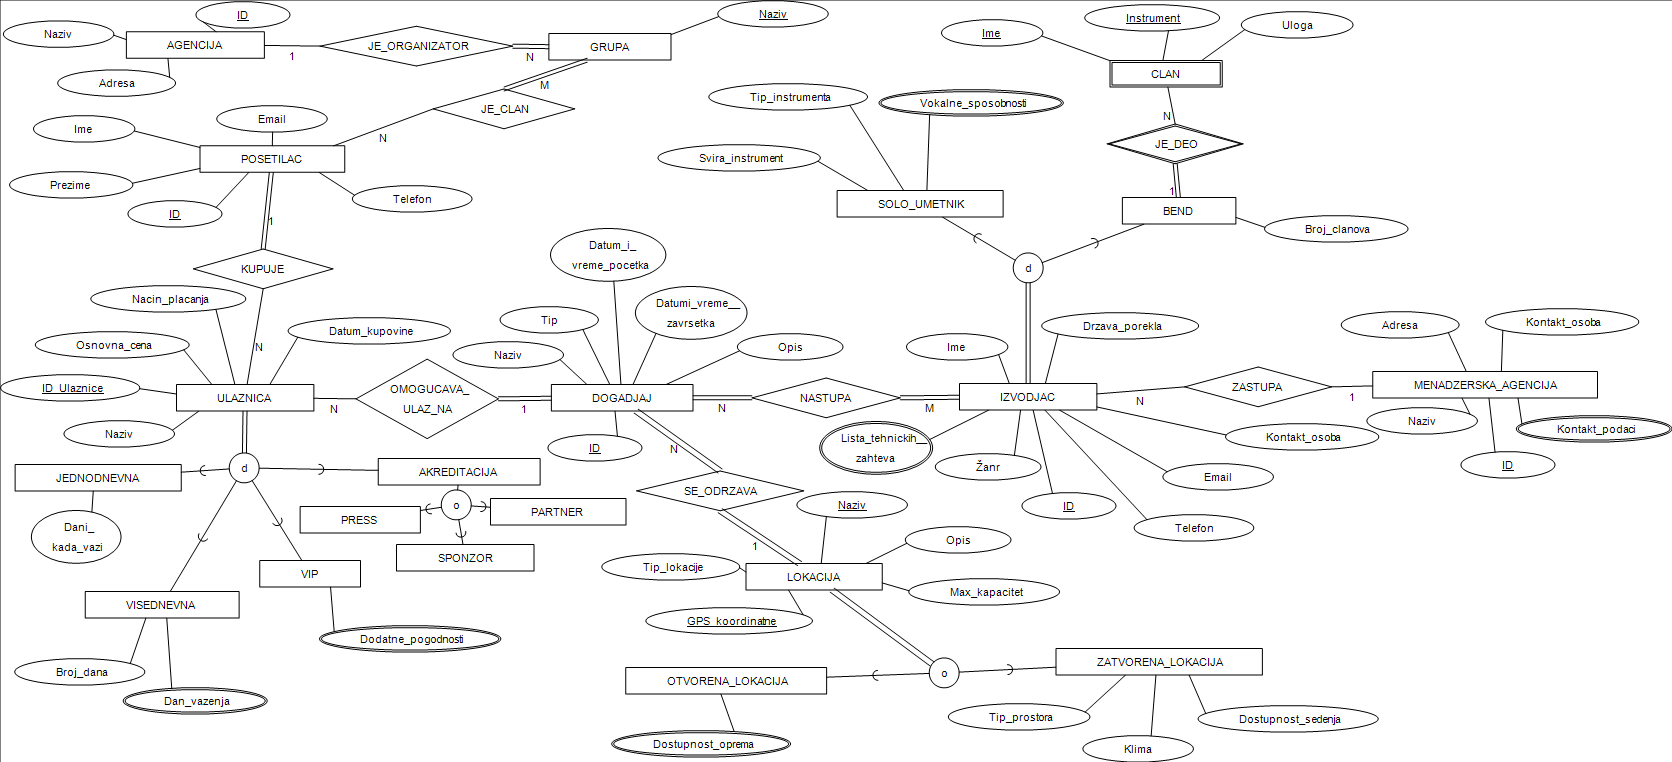 ID
Naziv
AGENCIJA
Adresa
1
JE_ORGANIZATOR
N
GRUPA
Naziv
M
JE_CLAN
N
Ime
Email
POSETILAC
Prezime
ID
Telefon
1
KUPUJE
N
Nacin_placanja
Osnovna_cena
Datum_kupovine
ID_Ulaznice
ULAZNICA
Naziv
N
OMOGUCAVA_
ULAZ_NA
1
d
JEDNODNEVNA
Dani_
kada_vazi
AKREDITACIJA
o
PRESS
PARTNER
SPONZOR
VIP
Dodatne_pogodnosti
VISEDNEVNA
Broj_dana
Dan_vazenja
Datum_i_
vreme_pocetka
Datumi_vreme__
zavrsetka
Tip
Naziv
Opis
DOGADJAJ
ID
N
NASTUPA
M
N
SE_ODRZAVA
1
Naziv
Opis
Tip_lokacije
LOKACIJA
Max_kapacitet
GPS_koordinatne
o
OTVORENA_LOKACIJA
Dostupnost_oprema
ZATVORENA_LOKACIJA
Tip_prostora
Klima
Dostupnost_sedenja
Instrument
Ime
Uloga
CLAN
N
JE_DEO
1
BEND
Broj_clanova
Tip_instrumenta
Vokalne_sposobnosti
Svira_instrument
SOLO_UMETNIK
d
Drzava_porekla
Ime
IZVODJAC
Lista_tehnickih__
zahteva
Žanr
ID
Kontakt_osoba
Email
Telefon
N
ZASTUPA
1
Adresa
Kontakt_osoba
MENADZERSKA_AGENCIJA
Naziv
Kontakt_podaci
ID